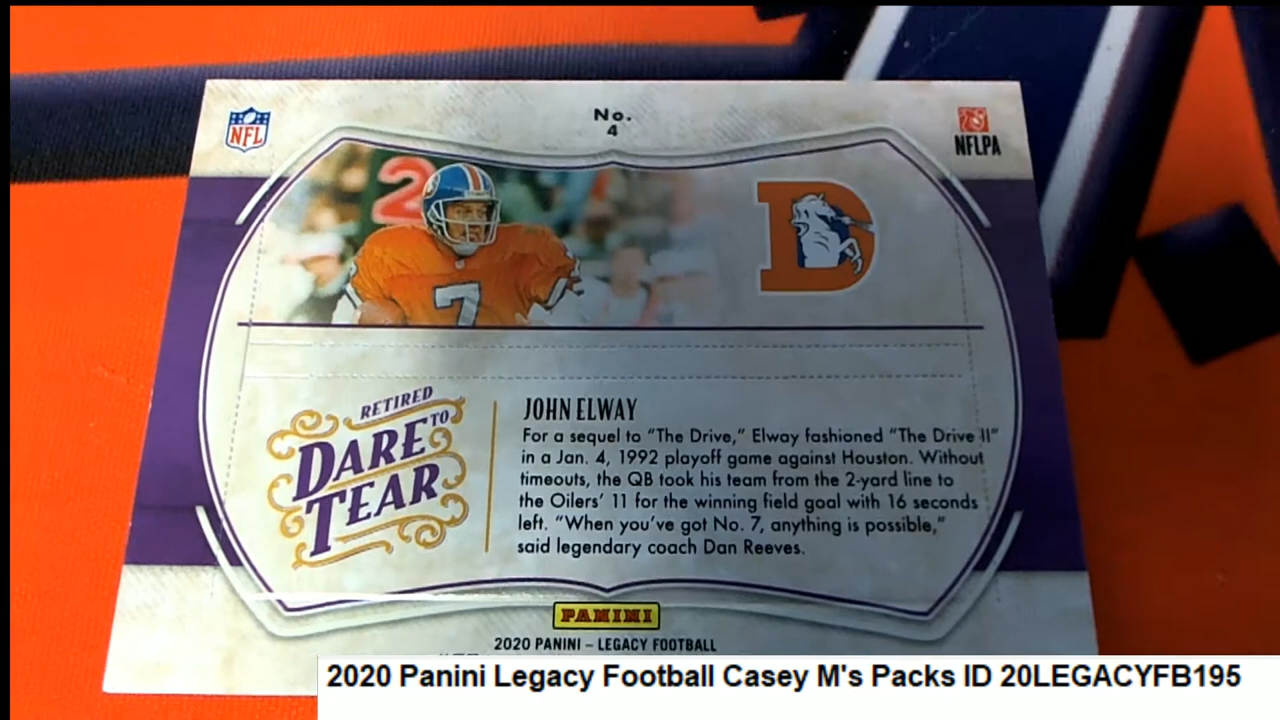 No.
4
NFL
NFLPA
2
7
D
RETIRED
DARE TO
TEAR
JOHN ELWAY
For a sequel to “The Drive,” Elway fashioned “The Drive II”
in a Jan. 4, 1992 playoff game against Houston. Without
timeouts, the QB took his team from the 2-yard line to
the Oilers’ 11 for the winning field goal with 16 seconds
left. “When you’ve got No. 7, anything is possible,”
said legendary coach Dan Reeves.
PANINI
2020 PANINI – LEGACY FOOTBALL
2020 Panini Legacy Football Casey M's Packs ID 20LEGACYFB195